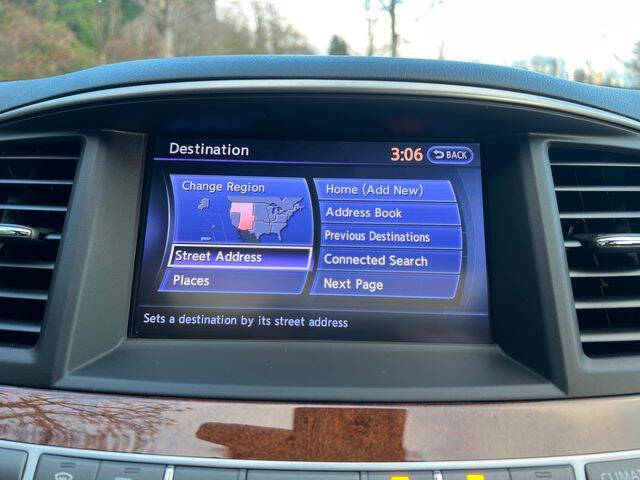 Destination
3:06
BACK
Change Region
Street Address
Places
Home (Add New)
Address Book
Previous Destinations
Connected Search
Next Page
Sets a destination by its street address